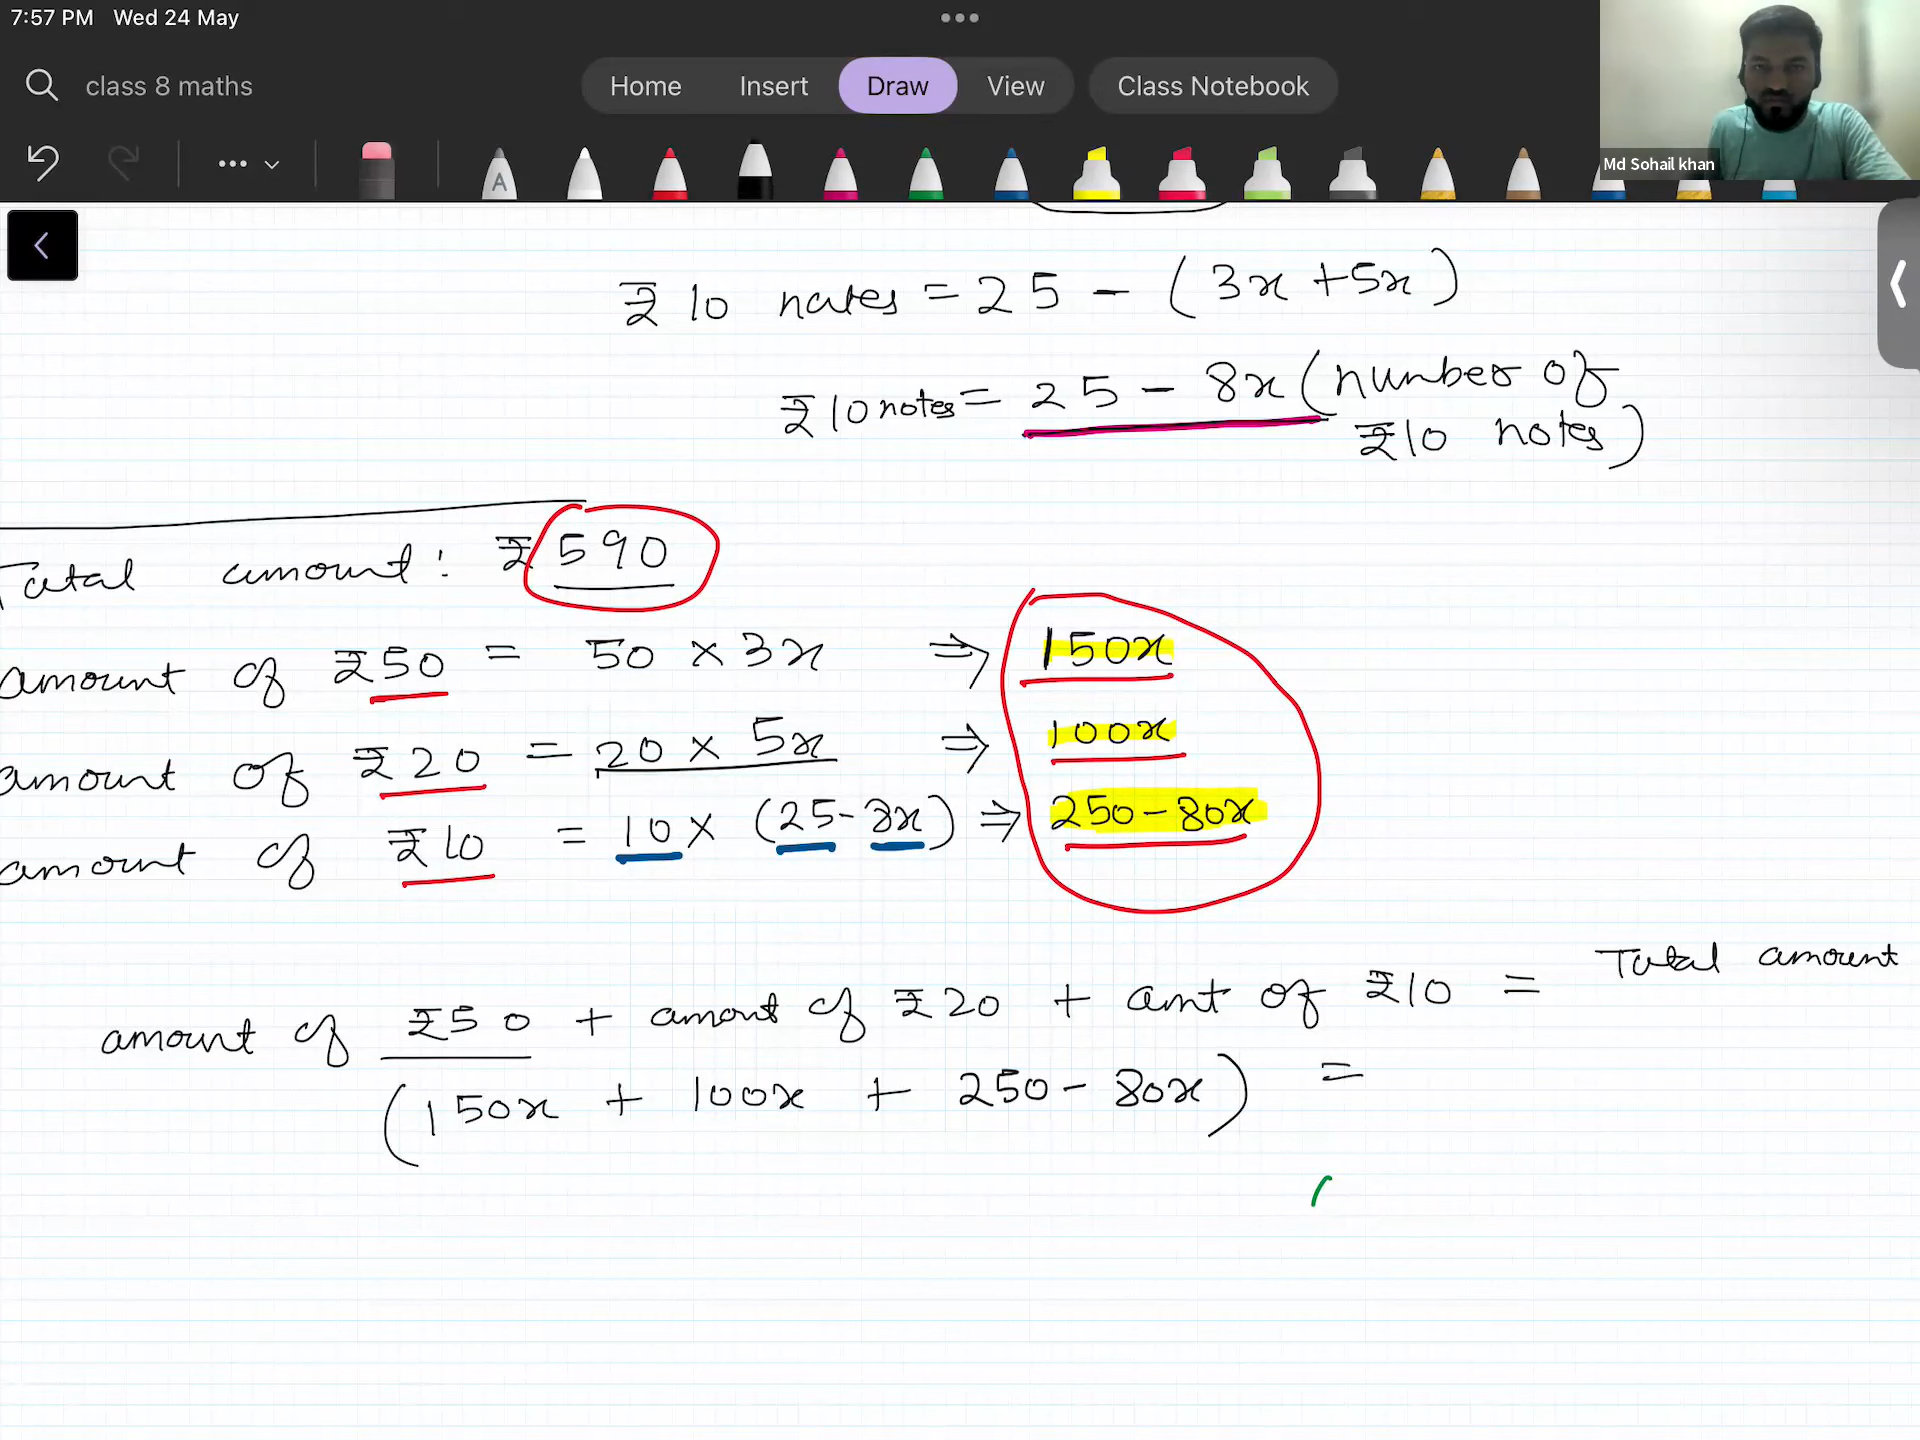 7:57 PM Wed 24 May
class 8 maths
Home Insert Draw View Class Notebook
A
Md Sohail khan
₹10 notes = 25 - (3x + 5x)
₹10 notes = 25 - 8x (number of
₹10 notes)
Total amount: ₹590
amount of ₹50 = 50 × 3x ⇒ 150x
amount of ₹20 = 20 × 5x ⇒ 100x
amount of ₹10 = 10 × (25 - 8x) ⇒ 250 - 80x
amount of ₹50 + amount of ₹20 + amt of ₹10 = Total amount
(150x + 100x + 250 - 80x) =